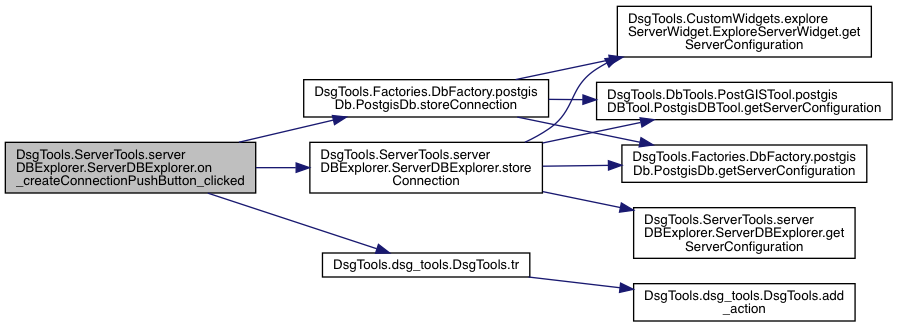 DsgTools.ServerTools.server
DBExplorer.ServerDBExplorer.on
_createConnectionPushButton_clicked
DsgTools.Factories.DbFactory.postgis
Db.PostgisDb.storeConnection
DsgTools.ServerTools.server
DBExplorer.ServerDBExplorer.store
Connection
DsgTools.dsg_tools.DsgTools.tr
DsgTools.CustomWidgets.explore
ServerWidget.ExploreServerWidget.get
ServerConfiguration
DsgTools.DbTools.PostGISTool.postgis
DBTool.PostgisDBTool.getServerConfiguration
DsgTools.Factories.DbFactory.postgis
Db.PostgisDb.getServerConfiguration
DsgTools.ServerTools.server
DBExplorer.ServerDBExplorer.get
ServerConfiguration
DsgTools.dsg_tools.DsgTools.add
_action